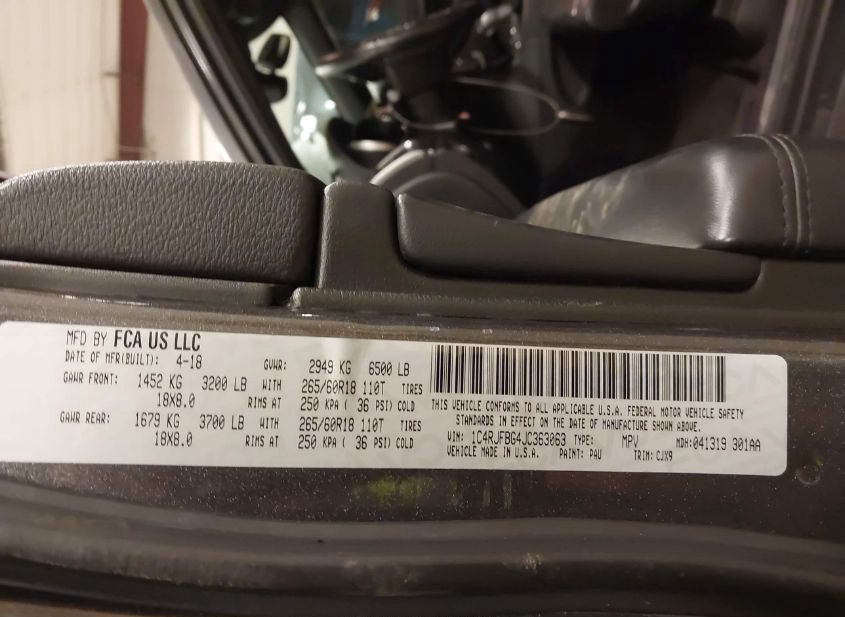 MFD BY FCA US LLC
DATE OF MFR(BUILT): 4-18 GVWR: 2949 KG 6500 LB
GAWR FRONT: 1452 KG 3200 LB WITH 265/60R18 110T TIRES
18X8.0 RIMS AT 250 KPA ( 36 PSI) COLD
GAWR REAR: 1679 KG 3700 LB WITH 265/60R18 110T TIRES
18X8.0 RIMS AT 250 KPA ( 36 PSI) COLD
THIS VEHICLE CONFORMS TO ALL APPLICABLE U.S.A. FEDERAL MOTOR VEHICLE SAFETY
STANDARDS IN EFFECT ON THE DATE OF MANUFACTURE SHOWN ABOVE.
VIN: 1C4RJFBG4JC363063 TYPE: MPV MDH:041319 301AA
VEHICLE MADE IN U.S.A. PAINT: PAU TRIM: CJX9